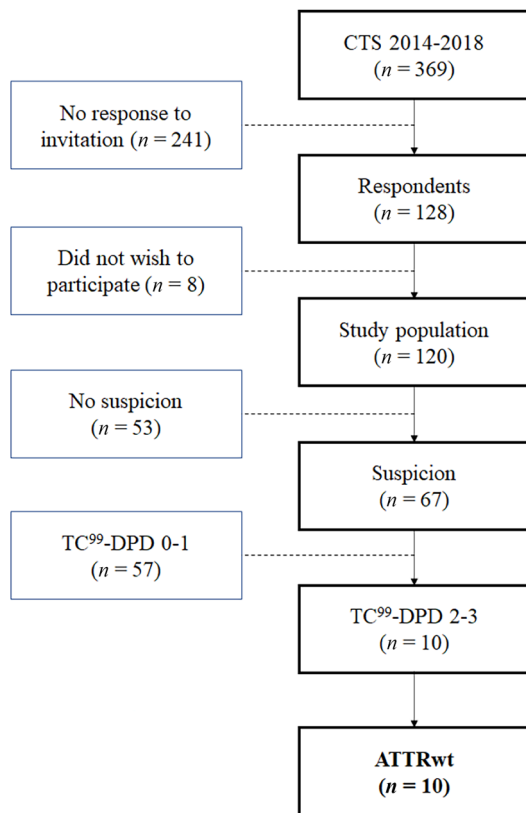 CTS 2014-2018
(n = 369)
No response to
invitation (n = 241)
Respondents
(n = 128)
Did not wish to
participate (n = 8)
Study population
(n = 120)
No suspicion
(n = 53)
Suspicion
(n = 67)
TC⁹⁹-DPD 0-1
(n = 57)
TC⁹⁹-DPD 2-3
(n = 10)
ATTRwt
(n = 10)